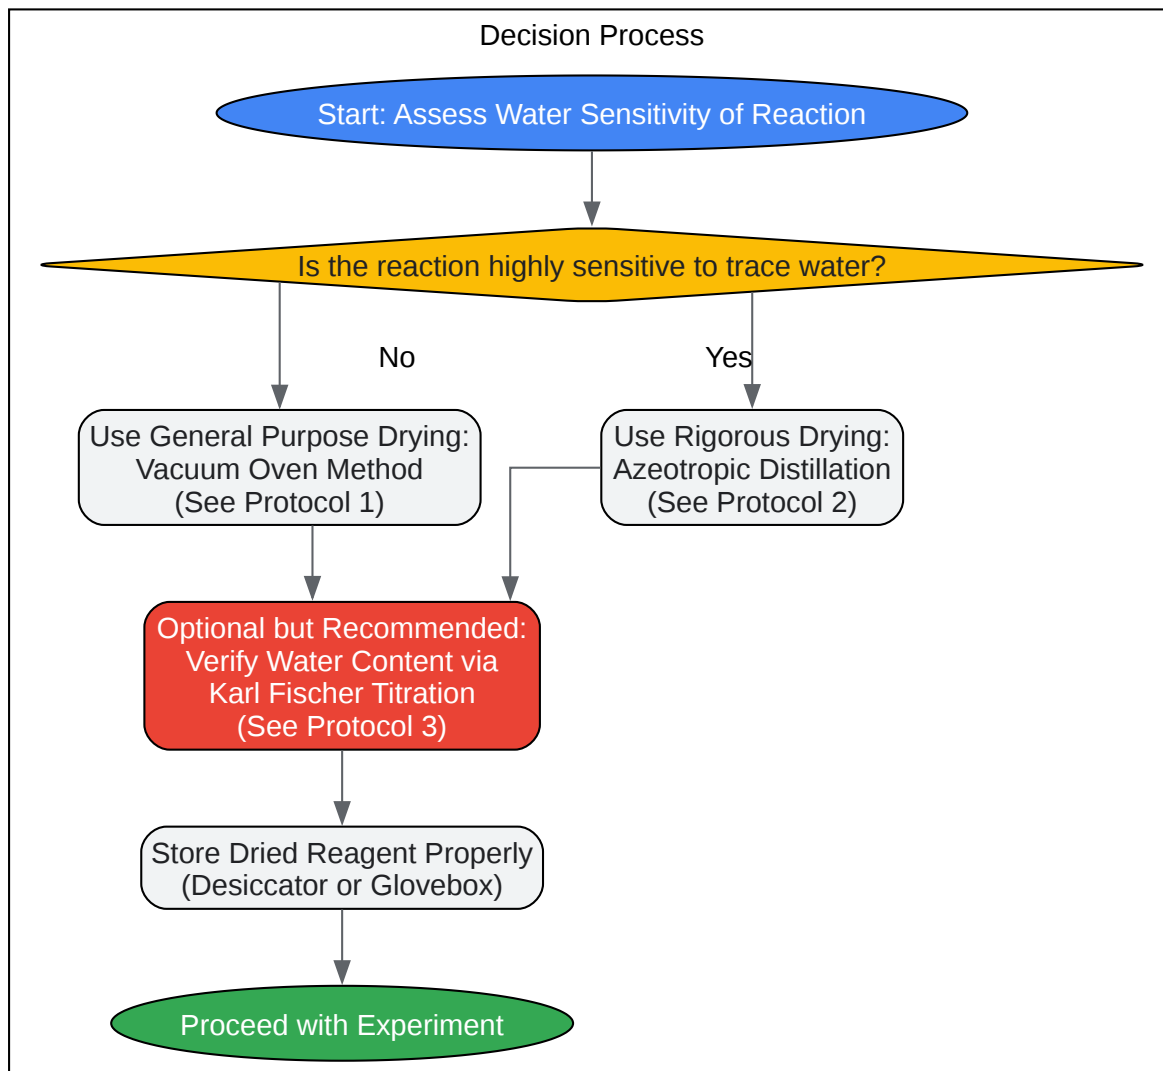 Decision Process
Start: Assess Water Sensitivity of Reaction
Is the reaction highly sensitive to trace water?
No
Yes
Use General Purpose Drying:
Vacuum Oven Method
(See Protocol 1)
Use Rigorous Drying:
Azeotropic Distillation
(See Protocol 2)
Optional but Recommended:
Verify Water Content via
Karl Fischer Titration
(See Protocol 3)
Store Dried Reagent Properly
(Desiccator or Glovebox)
Proceed with Experiment